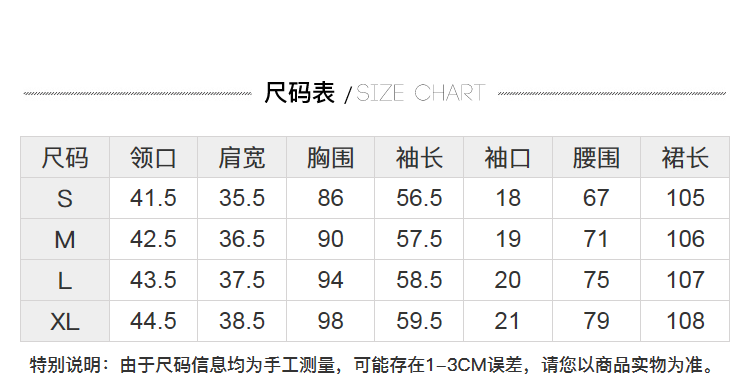 尺码表 /SIZE CHART
尺码 领口 肩宽 胸围 袖长 袖口 腰围 裙长
S 41.5 35.5 86 56.5 18 67 105
M 42.5 36.5 90 57.5 19 71 106
L 43.5 37.5 94 58.5 20 75 107
XL 44.5 38.5 98 59.5 21 79 108
特别说明：由于尺码信息均为手工测量，可能存在1-3CM误差，请您以商品实物为准。